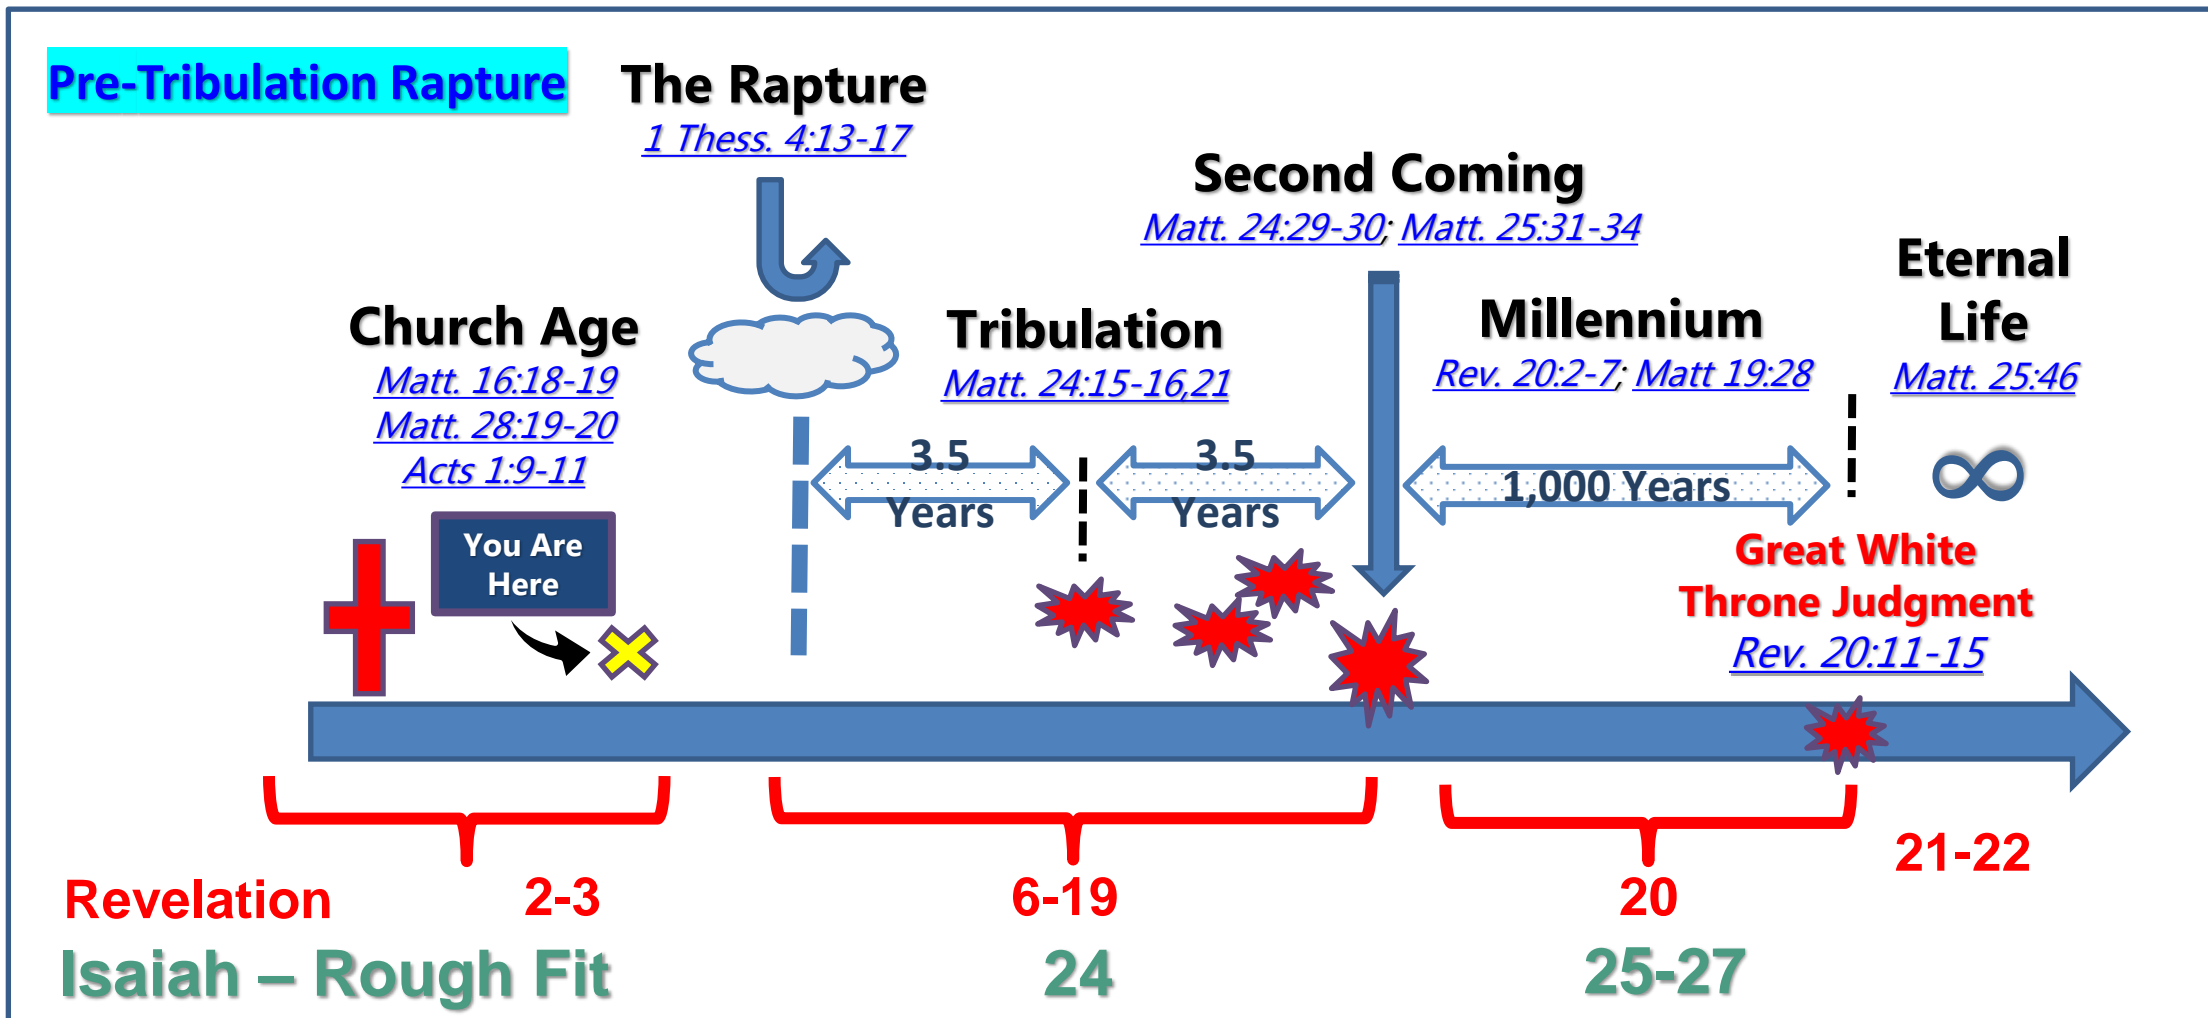 Pre-Tribulation Rapture
The Rapture
1 Thess. 4:13-17
Second Coming
Matt. 24:29-30; Matt. 25:31-34
Eternal
Life
Matt. 25:46
Church Age
Matt. 16:18-19
Matt. 28:19-20
Acts 1:9-11
Tribulation
Matt. 24:15-16,21
Millennium
Rev. 20:2-7; Matt 19:28
3.5
Years
3.5
Years
1,000 Years
∞
You Are
Here
Great White
Throne Judgment
Rev. 20:11-15
Revelation 2-3 6-19 20 21-22
Isaiah – Rough Fit 24 25-27